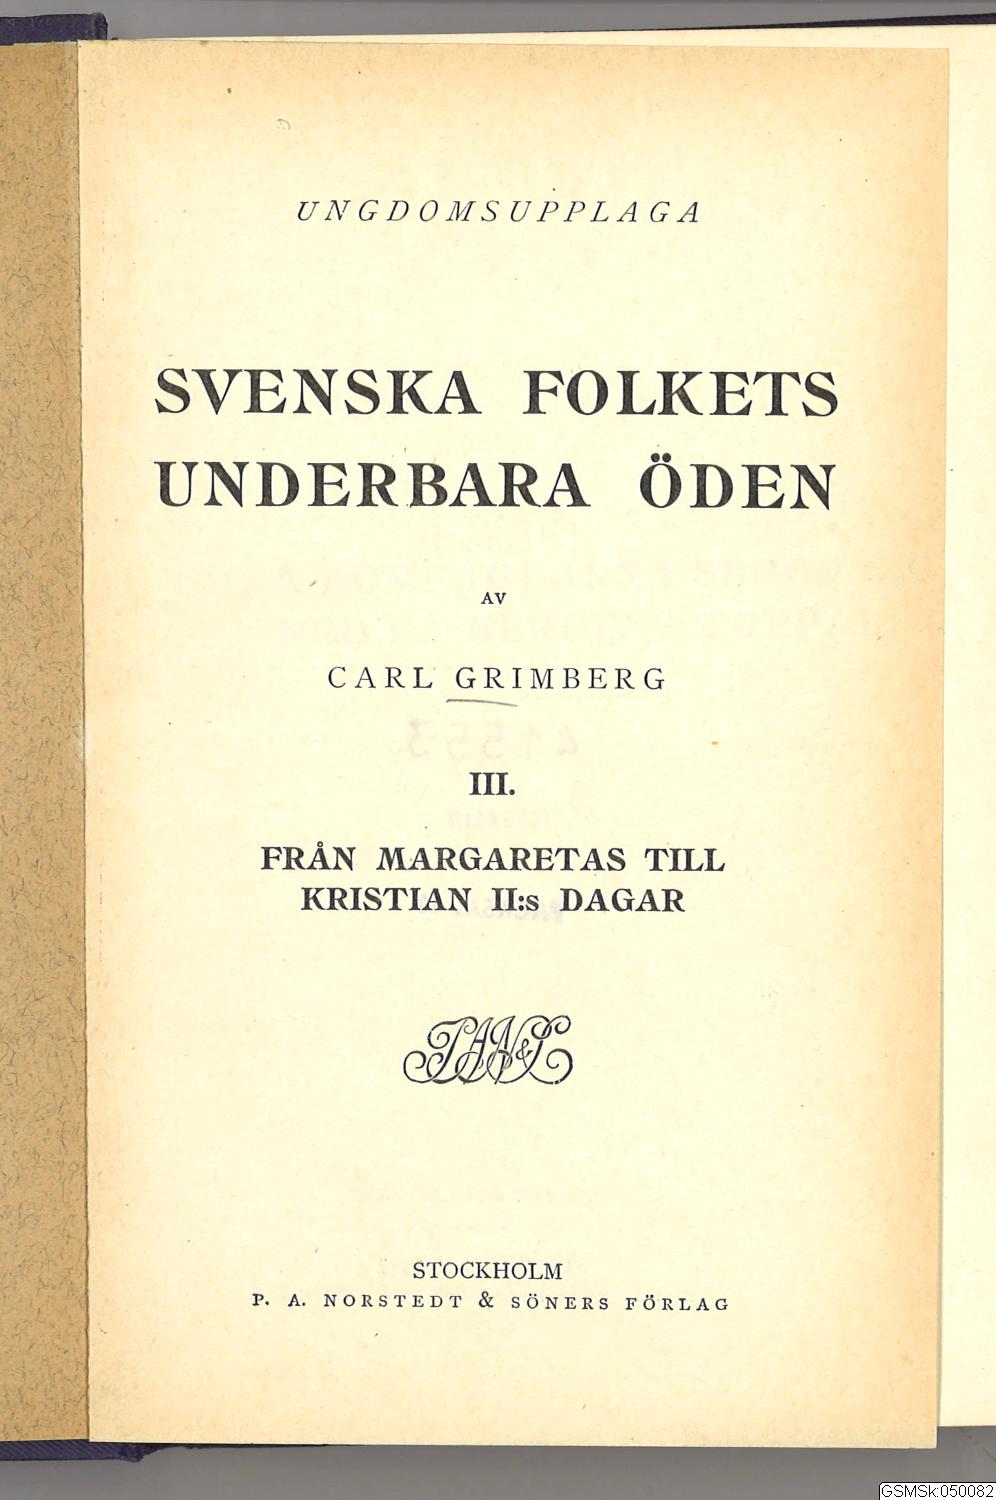 UNGDOMSUPPLAGA
SVENSKA FOLKETS
UNDERBARA ÖDEN
AV
CARL GRIMBERG
III.
FRÅN MARGARETAS TILL
KRISTIAN II:s DAGAR
P.A.N.&S.
STOCKHOLM
P. A. NORSTEDT & SÖNERS FÖRLAG
GSMSk:050082